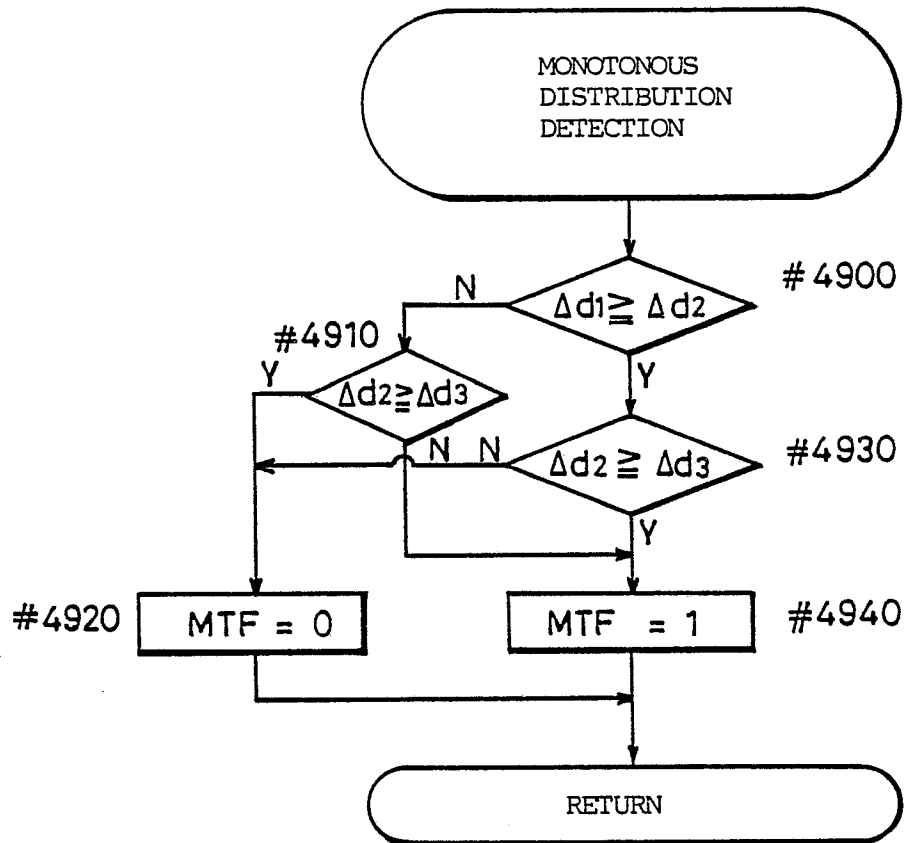 MONOTONOUS
DISTRIBUTION
DETECTION
#4900
N
Δd1≧Δd2
#4910
Y
Y
Δd2≧Δd3
N
N
Δd2≧Δd3
#4930
Y
#4920
MTF = 0
MTF = 1
#4940
RETURN